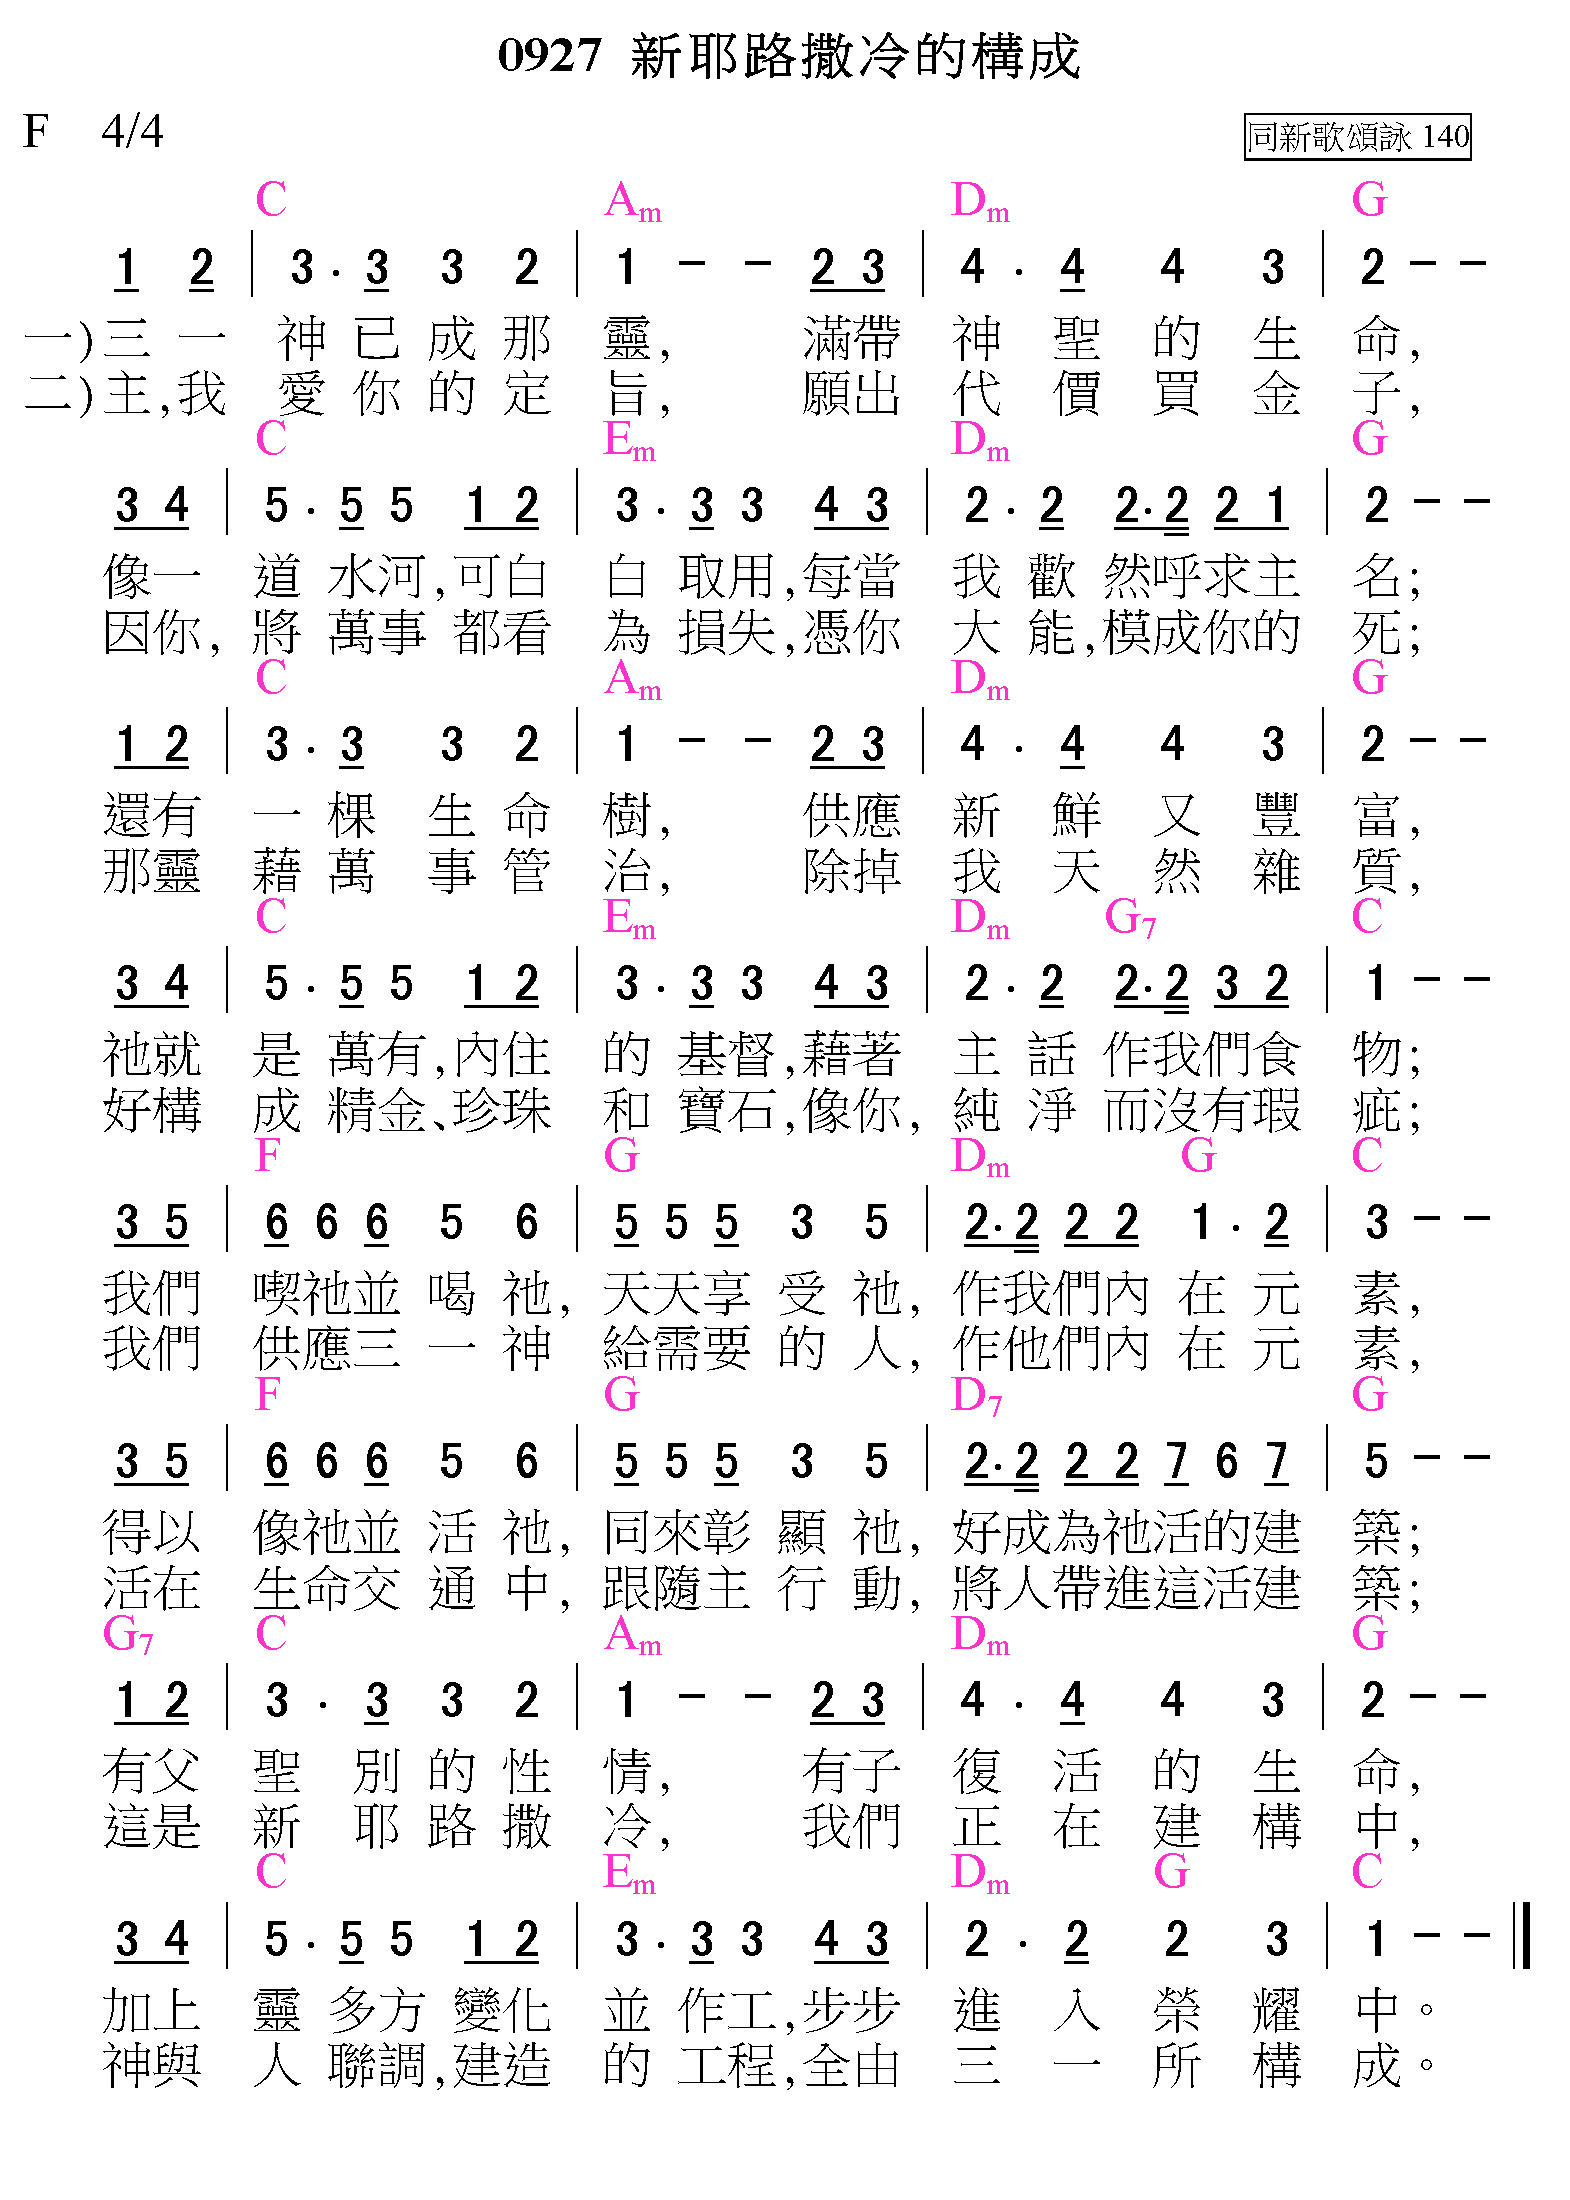 0927 新耶路撒冷的構成
F 4/4 同新歌頌詠 140
C Am Dm G
1 2 | 3 . 3 3 2 | 1 － － 2 3 | 4 . 4 4 3 | 2 － －
一)三一 神已成那 靈, 滿帶 神聖的生 命,
二)主,我 愛你的定 旨, 願出 代價買金 子,
C Em Dm G
3 4 | 5 . 5 5 1 2 | 3 . 3 3 4 3 | 2 . 2 2 . 2 2 1 | 2 － －
像一 道水河,可白 白取用,每當 我歡然呼求主 名;
因你, 將萬事都看 為損失,憑你 大能,模成你的 死;
C Am Dm G
1 2 | 3 . 3 3 2 | 1 － － 2 3 | 4 . 4 4 3 | 2 － －
還有 一棵生命 樹, 供應 新鮮又豐 富,
那靈 藉萬事管 治, 除掉 我天然雜 質,
C Em Dm G7 C
3 4 | 5 . 5 5 1 2 | 3 . 3 3 4 3 | 2 . 2 2 . 2 3 2 | 1 － －
祂就 是萬有,內住 的基督,藉著 主話作我們食 物;
好構 成精金、珍珠 和寶石,像你, 純淨而沒有瑕 疵;
F G Dm G C
3 5 | 6 6 6 5 6 | 5 5 5 3 5 | 2 . 2 2 2 1 . 2 | 3 － －
我們 喫祂並喝祂, 天天享受祂, 作我們內在元 素,
我們 供應三一神 給需要的人, 作他們內在元 素,
F G D7 G
3 5 | 6 6 6 5 6 | 5 5 5 3 5 | 2 . 2 2 2 7 6 7 | 5 － －
得以 像祂並活祂, 同來彰顯祂, 好成為祂活的建 築;
活在 生命交通中, 跟隨主行動, 將人帶進這活建 築;
G7 C Am Dm G
1 2 | 3 . 3 3 2 | 1 － － 2 3 | 4 . 4 4 3 | 2 － －
有父 聖別的性 情, 有子 復活的生 命,
這是 新耶路撒 冷, 我們 正在建構 中,
C Em Dm G C
3 4 | 5 . 5 5 1 2 | 3 . 3 3 4 3 | 2 . 2 2 3 | 1 － －
加上 靈多方變化 並作工,步步 進入榮耀 中。
神與 人聯調,建造 的工程,全由 三一所構 成。